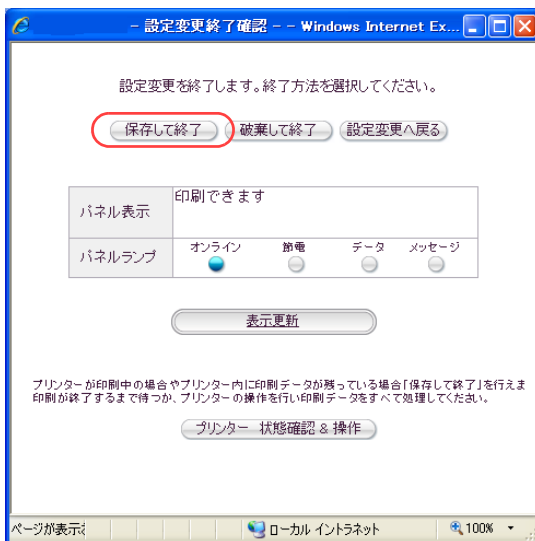 - 設定変更終了確認 - - Windows Internet Ex...
設定変更を終了します。終了方法を選択してください。
保存して終了 破棄して終了 設定変更へ戻る
パネル表示 印刷できます
パネルランプ オンライン 節電 データ メッセージ
表示更新
プリンターが印刷中の場合やプリンター内に印刷データが残っている場合「保存して終了」を行えま
印刷が終了するまで待つか、プリンターの操作を行い印刷データをすべて処理してください。
プリンター 状態確認 & 操作
ページが表示さ ローカル イントラネット 100%